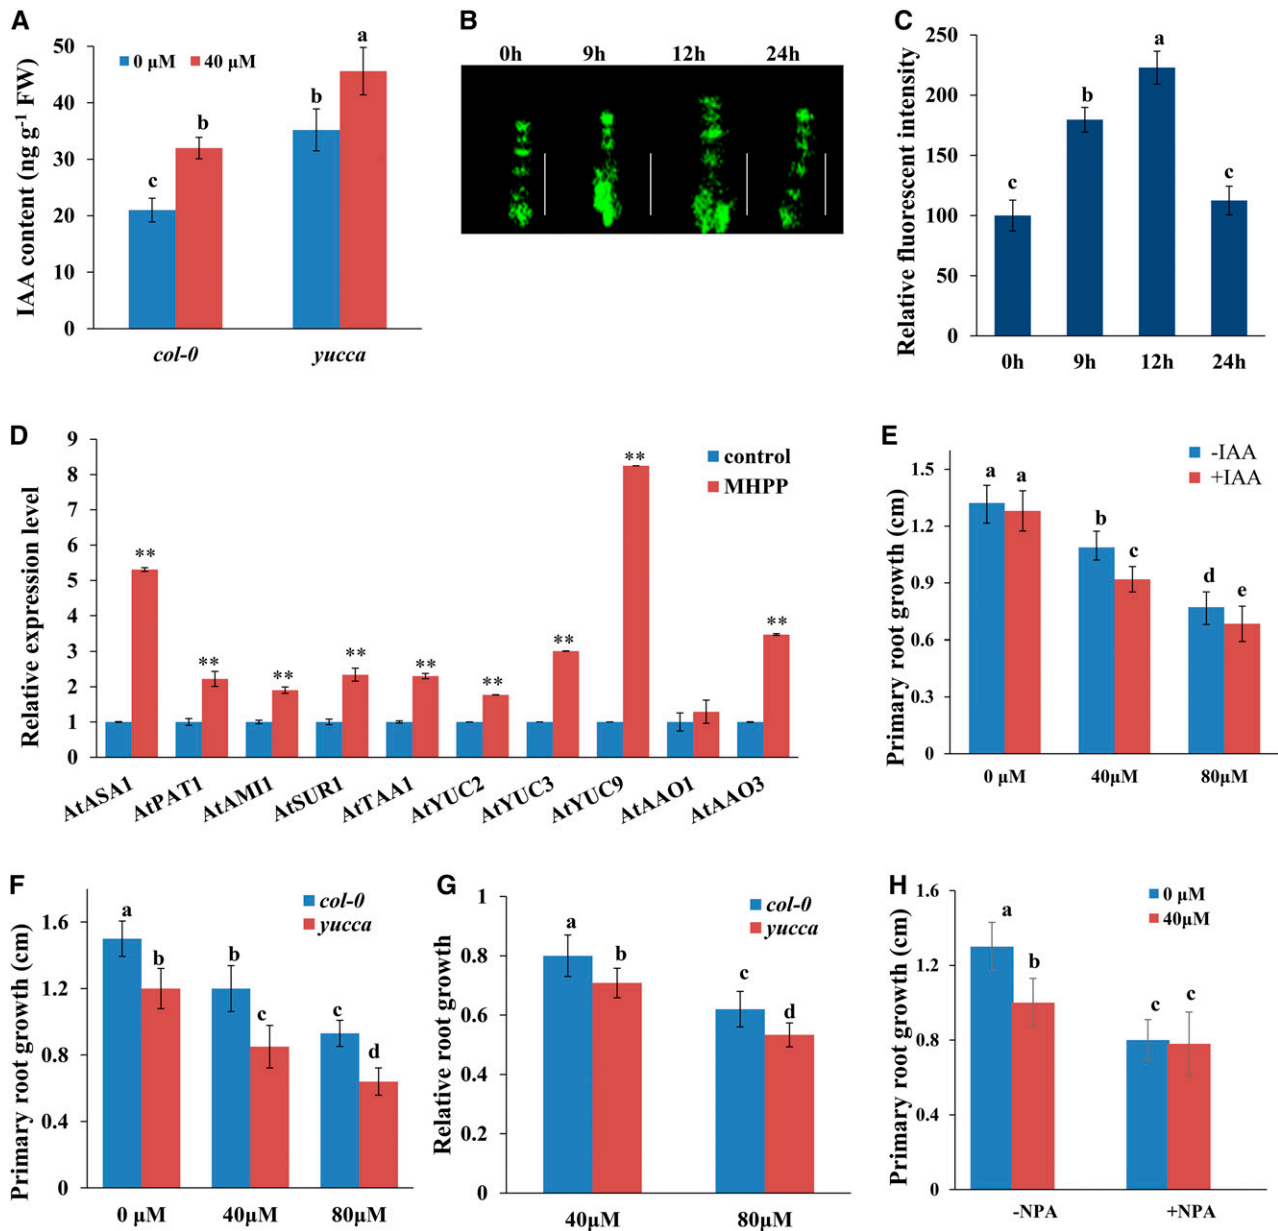 A
IAA content (ng g-1 FW)
50
40
30
20
10
0
0 µM
40 µM
c
b
b
a
col-0
yucca
B
0h
9h
12h
24h
C
Relative fluorescent intensity
250
200
150
100
50
0
c
b
a
c
0h
9h
12h
24h
D
Relative expression level
9
8
7
6
5
4
3
2
1
0
control
MHPP
**
**
**
**
**
**
**
**
**
AtASA1
AtPAT1
AtAMI1
AtSUR1
AtTAA1
AtYUC2
AtYUC3
AtYUC9
AtAAO1
AtAAO3
E
Primary root growth (cm)
1.5
1.2
0.9
0.6
0.3
0
-IAA
+IAA
a
a
b
c
d
e
0 µM
40µM
80µM
F
Primary root growth (cm)
1.6
1.2
0.8
0.4
0
col-0
yucca
a
b
b
c
c
d
0 µM
40µM
80µM
G
Relative root growth
1
0.8
0.6
0.4
0.2
0
col-0
yucca
a
b
c
d
40µM
80µM
H
Primary root growth (cm)
1.6
1.2
0.8
0.4
0
0 µM
40µM
a
b
c
c
-NPA
+NPA